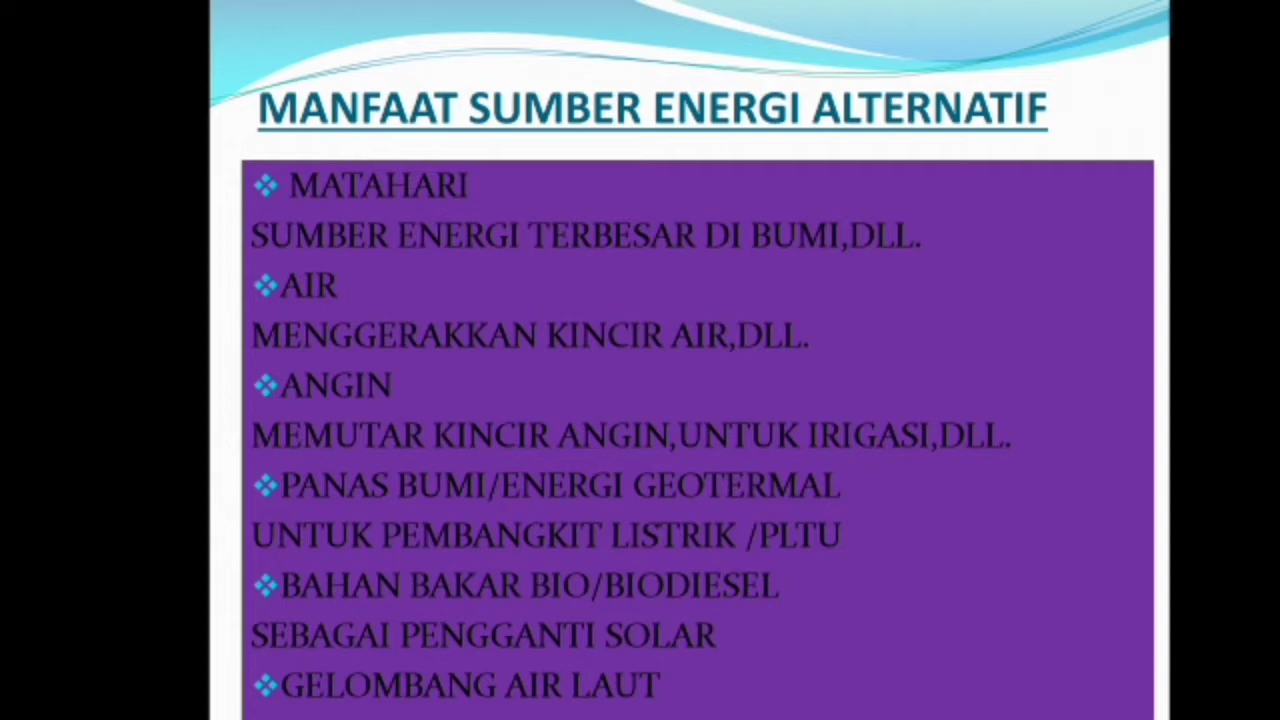 MANFAAT SUMBER ENERGI ALTERNATIF
❖ MATAHARI
SUMBER ENERGI TERBESAR DI BUMI,DLL.
❖AIR
MENGGERAKKAN KINCIR AIR,DLL.
❖ANGIN
MEMUTAR KINCIR ANGIN,UNTUK IRIGASI,DLL.
❖PANAS BUMI/ENERGI GEOTERMAL
UNTUK PEMBANGKIT LISTRIK /PLTU
❖BAHAN BAKAR BIO/BIODIESEL
SEBAGAI PENGGANTI SOLAR
❖GELOMBANG AIR LAUT